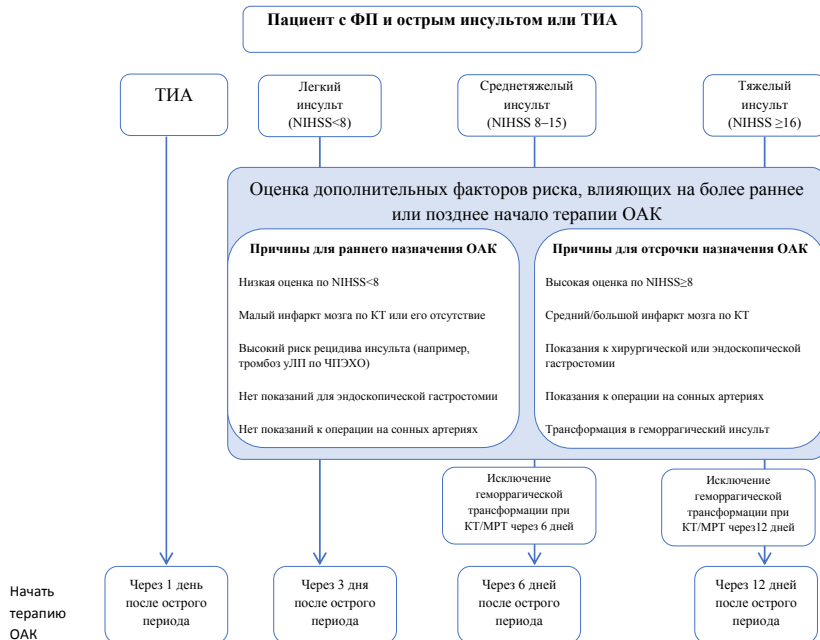 Пациент с ФП и острым инсультом или ТИА
ТИА
Легкий
инсульт
(NIHSS<8)
Среднетяжелый
инсульт
(NIHSS 8–15)
Тяжелый
инсульт
(NIHSS ≥16)
Оценка дополнительных факторов риска, влияющих на более раннее
или позднее начало терапии ОАК
Причины для раннего назначения ОАК
Низкая оценка по NIHSS<8
Малый инфаркт мозга по КТ или его отсутствие
Высокий риск рецидива инсульта (например,
тромбоз уЛП по ЧПЭХО)
Нет показаний для эндоскопической гастростомии
Нет показаний к операции на сонных артериях
Причины для отсрочки назначения ОАК
Высокая оценка по NIHSS≥8
Средний/большой инфаркт мозга по КТ
Показания к хирургической или эндоскопической
гастростомии
Показания к операции на сонных артериях
Трансформация в геморрагический инсульт
Исключение
геморрагической
трансформации при
КТ/МРТ через 6 дней
Исключение
геморрагической
трансформации при
КТ/МРТ через12 дней
Начать
терапию
ОАК
Через 1 день
после острого
периода
Через 3 дня
после острого
периода
Через 6 дней
после острого
периода
Через 12 дней
после острого
периода